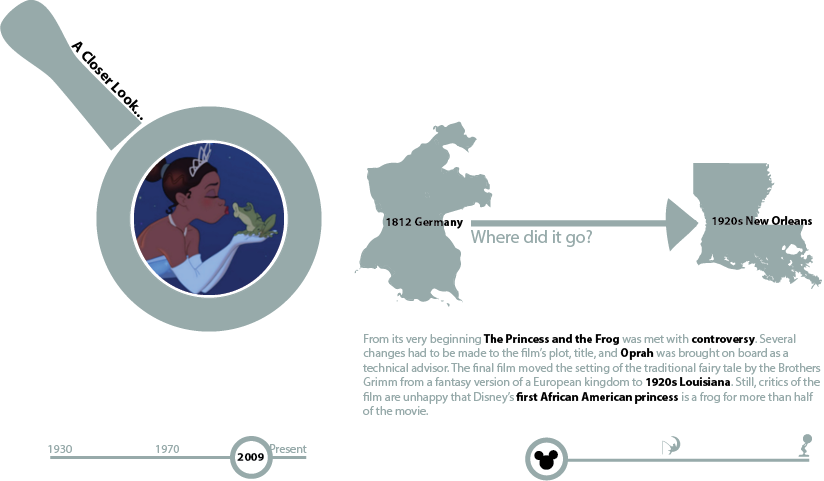 A Closer Look...
1812 Germany
1920s New Orleans
Where did it go?
From its very beginning The Princess and the Frog was met with controversy. Several
changes had to be made to the film's plot, title, and Oprah was brought on board as a
technical advisor. The final film moved the setting of the traditional fairy tale by the Brothers
Grimm from a fantasy version of a European kingdom to 1920s Louisiana. Still, critics of the
film are unhappy that Disney's first African American princess is a frog for more than half
of the movie.
1930 1970 2009 Present